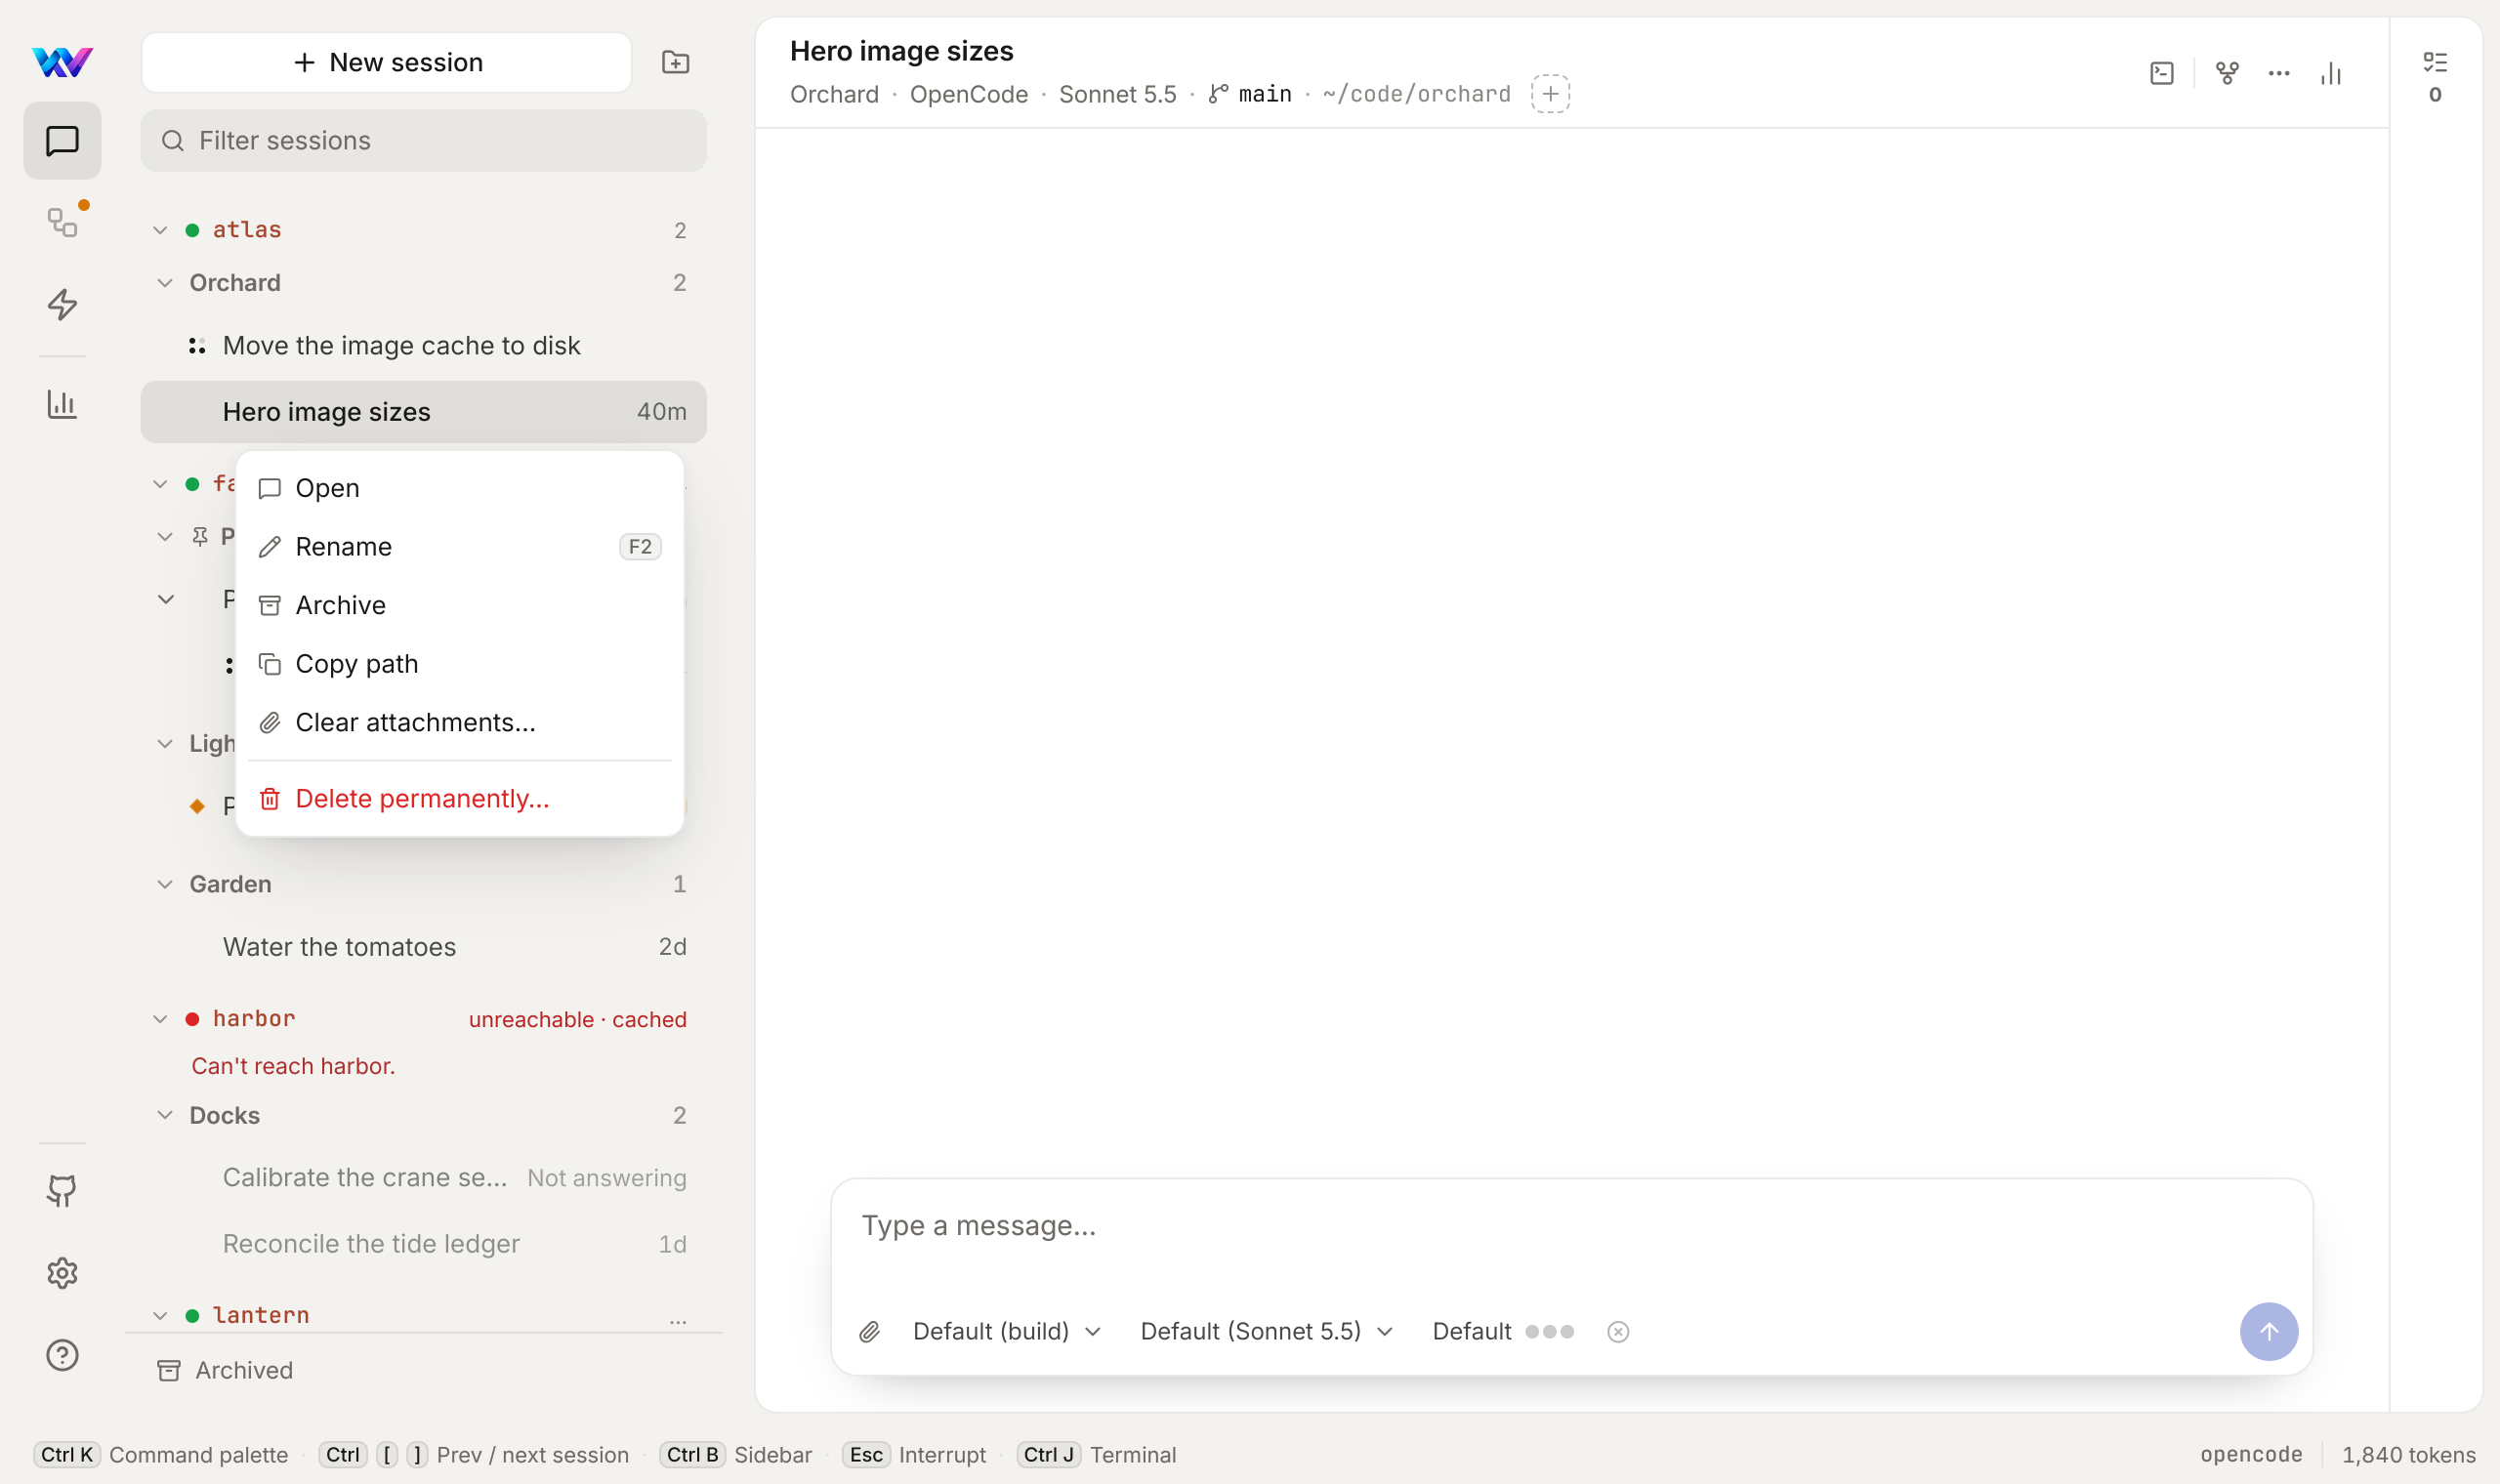 New session
Filter sessions
atlas 2
Orchard 2
Move the image cache to disk
Hero image sizes 40m
Open
Rename F2
Archive
Copy path
Clear attachments...
Ligh
Delete permanently...
Garden 1
Water the tomatoes 2d
harbor unreachable · cached
Can't reach harbor.
Docks 2
Calibrate the crane se... Not answering
Reconcile the tide ledger 1d
lantern ...
Archived
Hero image sizes
Orchard · OpenCode · Sonnet 5.5 · main · ~/code/orchard
0
Type a message...
Default (build) Default (Sonnet 5.5) Default
Ctrl K Command palette · Ctrl [ ] Prev / next session · Ctrl B Sidebar · Esc Interrupt · Ctrl J Terminal
opencode 1,840 tokens